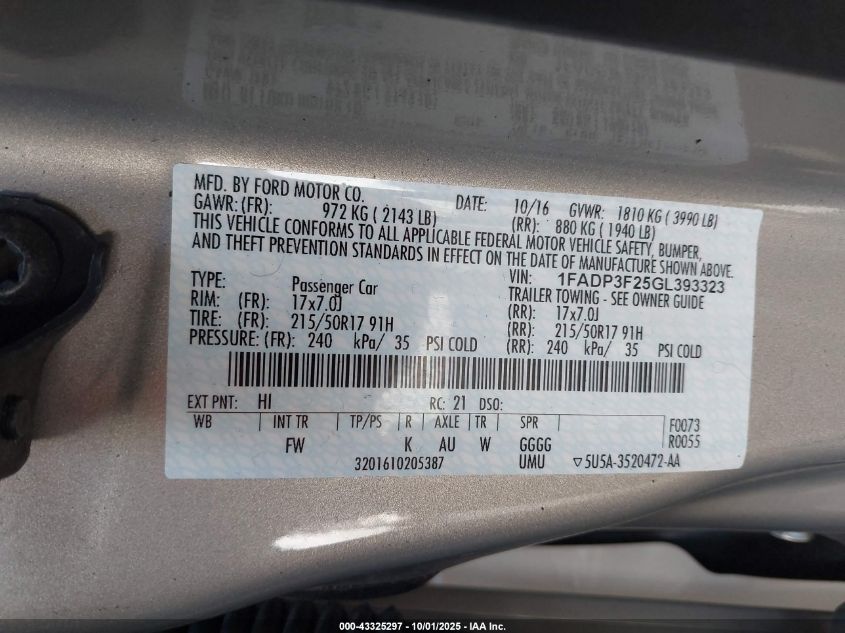 MFD. BY FORD MOTOR CO. DATE: 10/16 GVWR: 1810 KG ( 3990 LB)
GAWR: (FR): 972 KG ( 2143 LB) (RR): 880 KG ( 1940 LB)
THIS VEHICLE CONFORMS TO ALL APPLICABLE FEDERAL MOTOR VEHICLE SAFETY, BUMPER,
AND THEFT PREVENTION STANDARDS IN EFFECT ON THE DATE OF MANUFACTURE SHOWN ABOVE.
VIN: 1FADP3F25GL393323
TYPE: Passenger Car TRAILER TOWING - SEE OWNER GUIDE
RIM: (FR): 17x7.0J (RR): 17x7.0J
TIRE: (FR): 215/50R17 91H (RR): 215/50R17 91H
PRESSURE: (FR): 240 kPa/ 35 PSI COLD (RR): 240 kPa/ 35 PSI COLD
EXT PNT: HI RC: 21 DSO:
WB INT TR TP/PS R AXLE TR SPR F0073
FW K AU W GGGG R0055
3201610205387 UMU ▽5U5A-3520472-AA
000-43325297 - 10/01/2025 - IAA Inc.